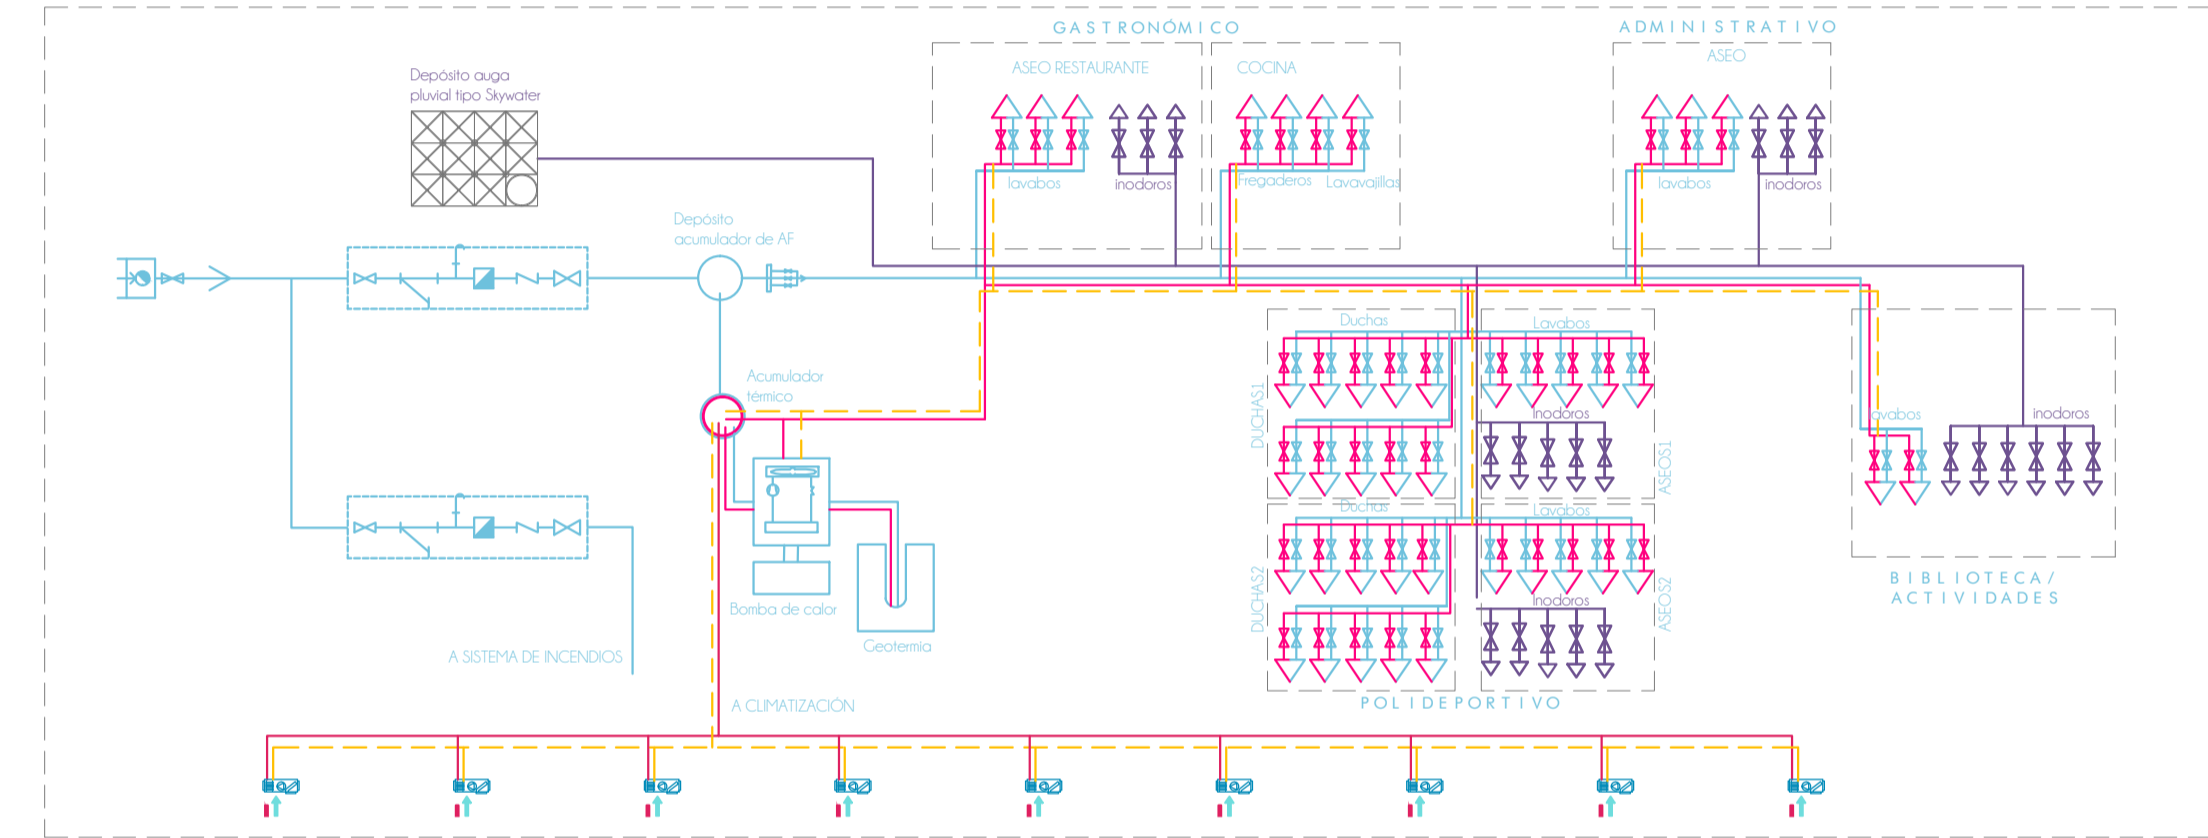 GASTRONÓMICO
ADMINISTRATIVO
ASEO RESTAURANTE
COCINA
ASEO
Depósito auga
pluvial tipo Skywater
lavabos
inodoros
Fregaderos
Lavavajillas
lavabos
inodoros
Depósito
acumulador de AF
Duchas
Lavabos
Acumulador
térmico
DUCHAS1
Inodoros
ASEOS1
avabos
inodoros
Duchas
Lavabos
DUCHAS2
Inodoros
ASEOS2
BIBLIOTECA/
ACTIVIDADES
Bomba de calor
Geotermia
A SISTEMA DE INCENDIOS
A CLIMATIZACIÓN
POLIDEPORTIVO